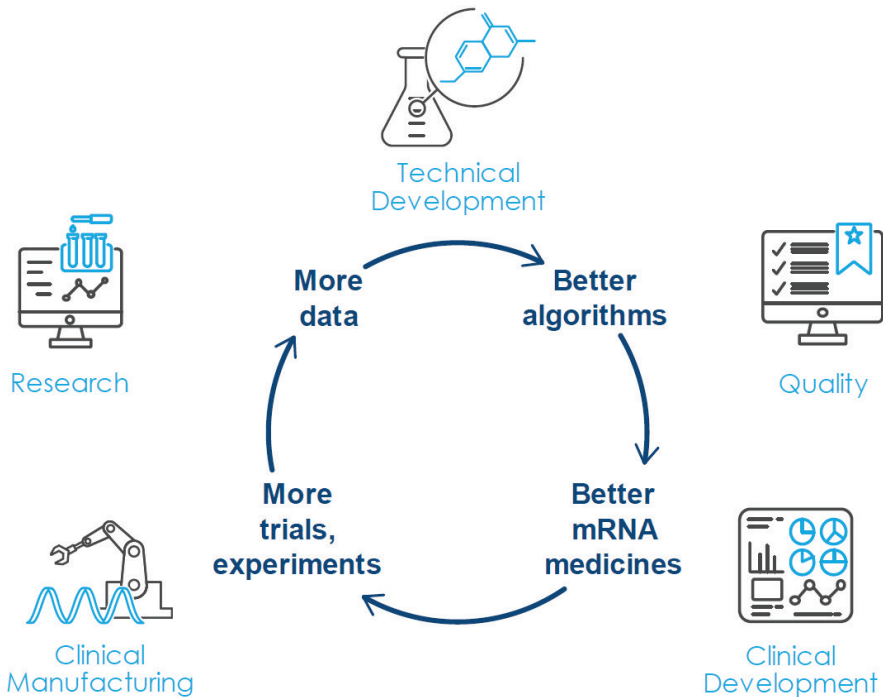 Technical
Development
More
data
Better
algorithms
Research
Quality
More
trials,
experiments
Better
mRNA
medicines
Clinical
Manufacturing
Clinical
Development